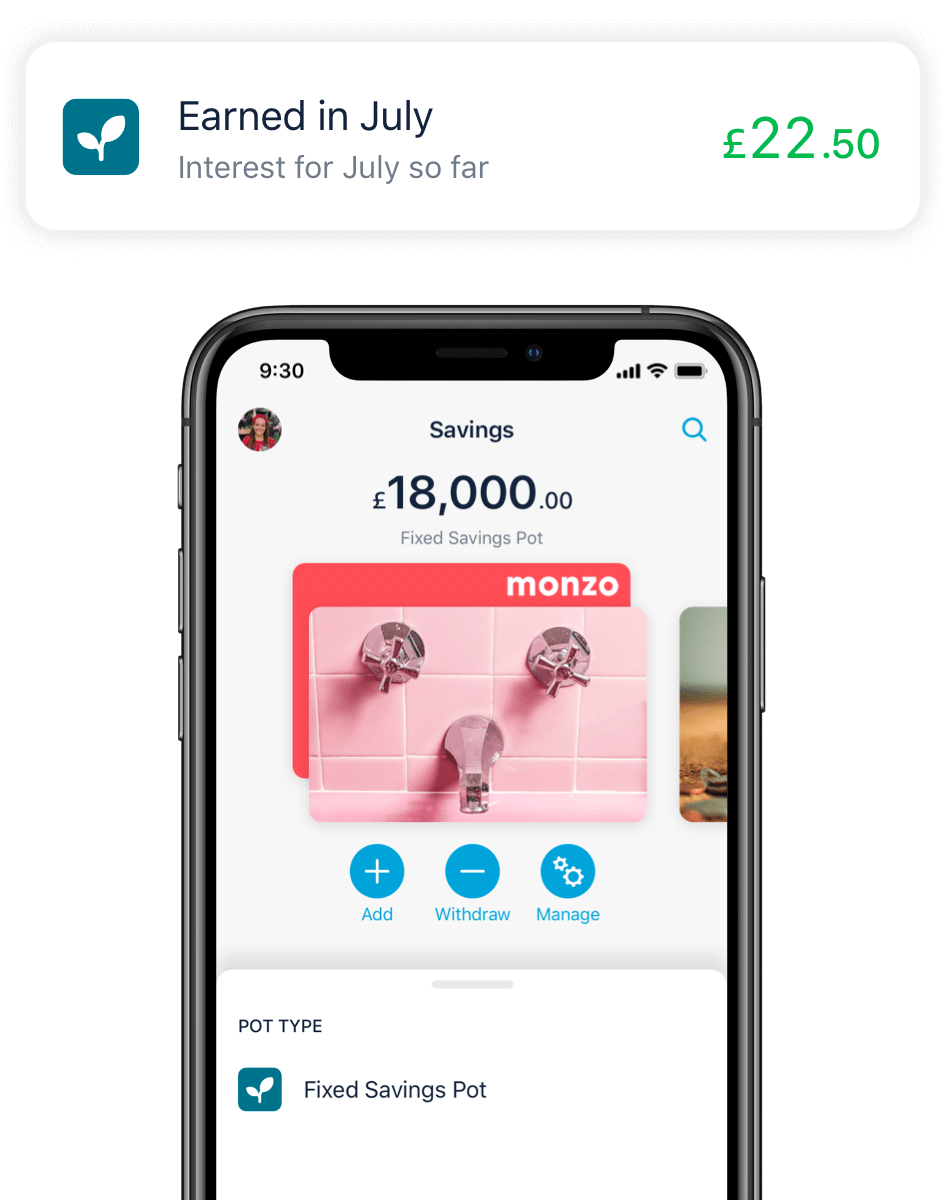 Earned in July
Interest for July so far
£22.50
9:30
Savings
£18,000.00
Fixed Savings Pot
monzo
Add
Withdraw
Manage
POT TYPE
Fixed Savings Pot